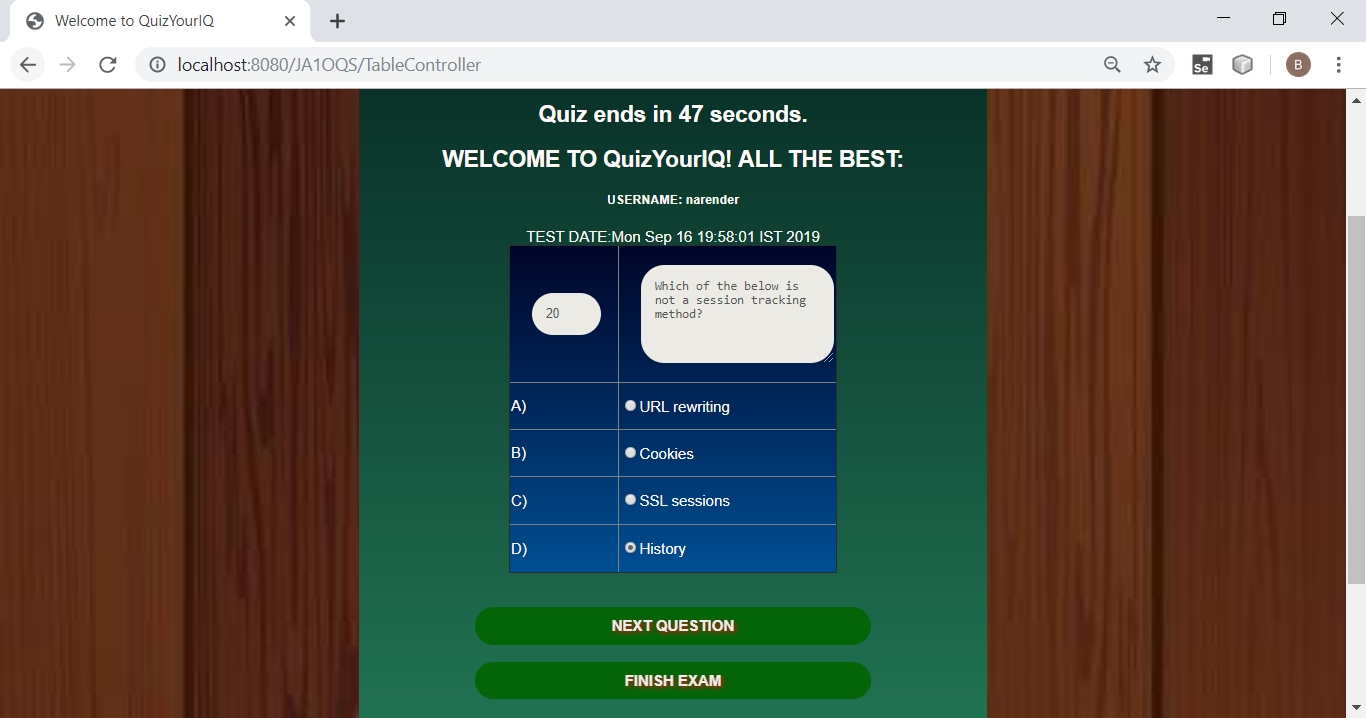 Welcome to QuizYourIQ
localhost:8080/JA1OQS/TableController
Se
B
Quiz ends in 47 seconds.
WELCOME TO QuizYourIQ! ALL THE BEST:
USERNAME: narender
TEST DATE:Mon Sep 16 19:58:01 IST 2019
20
Which of the below is
not a session tracking
method?
A) URL rewriting
B) Cookies
C) SSL sessions
D) History
NEXT QUESTION
FINISH EXAM